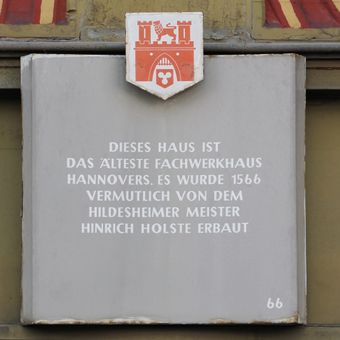 DIESES HAUS IST
DAS ÄLTESTE FACHWERKHAUS
HANNOVERS. ES WURDE 1566
VERMUTLICH VON DEM
HILDESHEIMER MEISTER
HINRICH HOLSTE ERBAUT
66